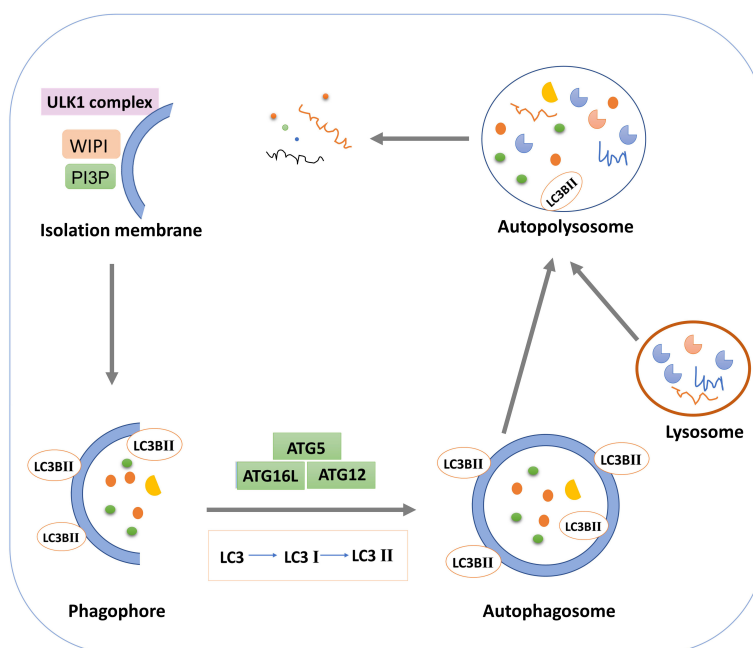 ULK1 complex
WIPI
PI3P
Isolation membrane
LC3BII
Autopolysosome
Lysosome
LC3BII
LC3BII
LC3BII
Phagophore
ATG5
ATG16L
ATG12
LC3 LC3 I LC3 II
LC3BII
LC3BII
LC3BII
LC3BII
Autophagosome